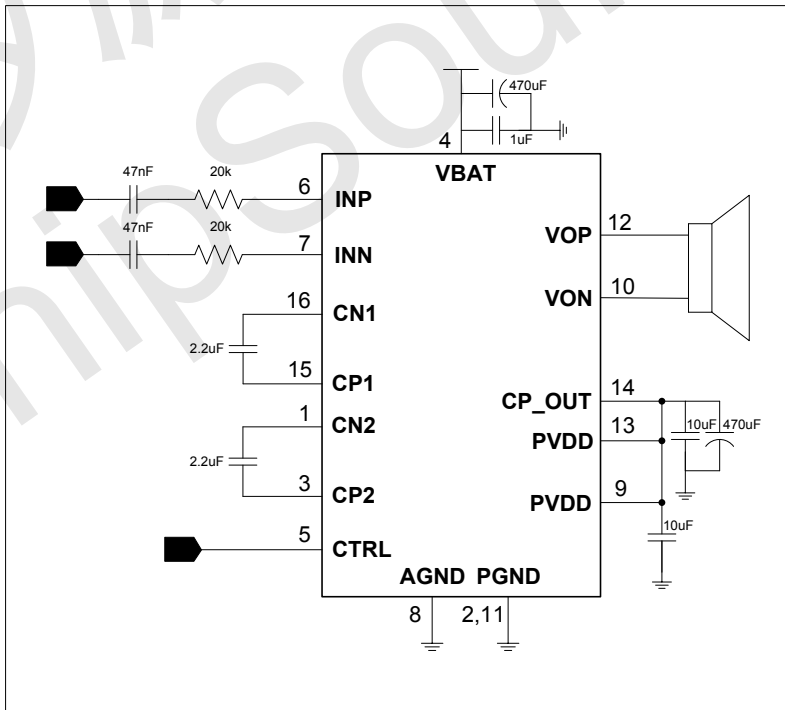 470uF
1uF
4
VBAT
47nF 20k
6 INP
47nF 20k
7 INN
VOP 12
VON 10
16 CN1
2.2uF
15 CP1
1 CN2
2.2uF
3 CP2
5 CTRL
CP_OUT 14
10uF 470uF
PVDD 13
PVDD 9
10uF
AGND PGND
8 2,11